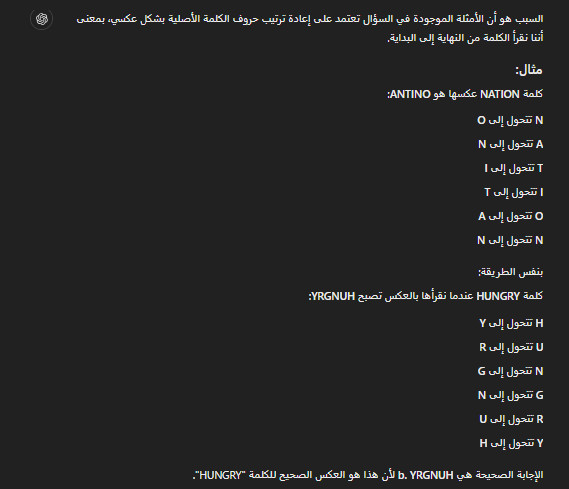 السبب هو أن الأمثلة الموجودة في السؤال تعتمد على إعادة ترتيب حروف الكلمة الأصلية بشكل عكسي، بمعنى
أننا نقرأ الكلمة من النهاية إلى البداية.
مثال:
كلمة NATION عكسها هو ANTINO:
N تتحول إلى O
A تتحول إلى N
T تتحول إلى I
I تتحول إلى T
O تتحول إلى A
N تتحول إلى N
بنفس الطريقة:
كلمة HUNGRY عندما نقرأها بالعكس تصبح YRGNUH:
H تتحول إلى Y
U تتحول إلى R
N تتحول إلى G
G تتحول إلى N
R تتحول إلى U
Y تتحول إلى H
الإجابة الصحيحة هي b. YRGNUH لأن هذا هو العكس الصحيح للكلمة "HUNGRY".